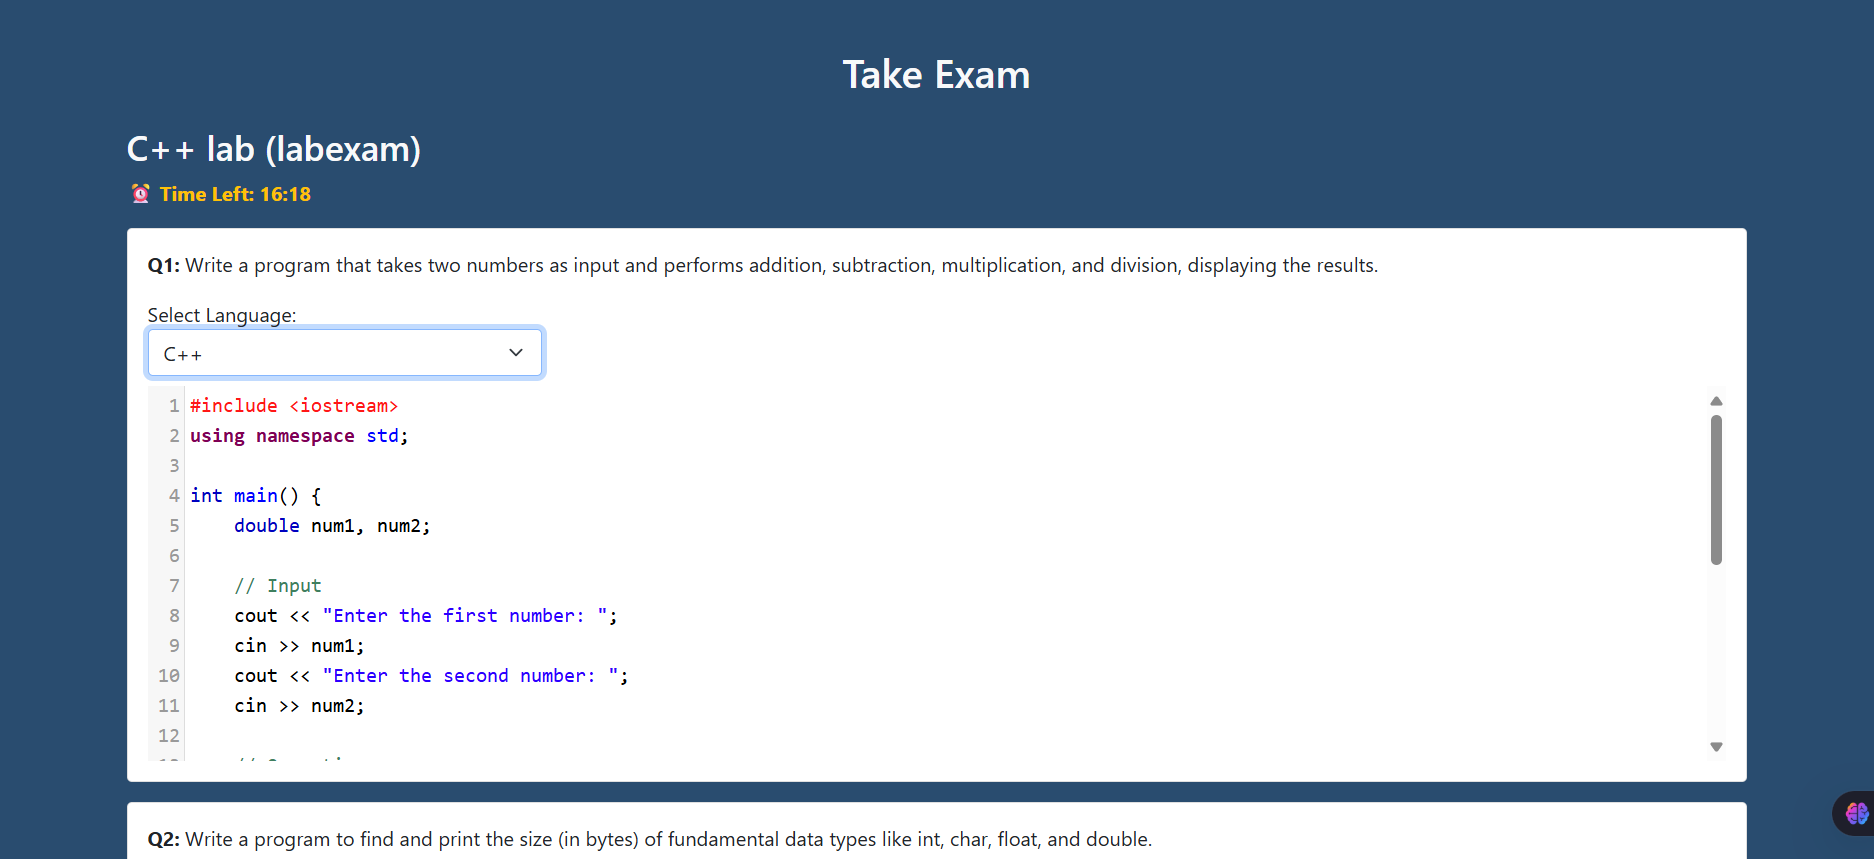 Take Exam
C++ lab (labexam)
⏰ Time Left: 16:18
Q1: Write a program that takes two numbers as input and performs addition, subtraction, multiplication, and division, displaying the results.
Select Language:
C++
1 #include <iostream>
2 using namespace std;
3
4 int main() {
5     double num1, num2;
6
7     // Input
8     cout << "Enter the first number: ";
9     cin >> num1;
10     cout << "Enter the second number: ";
11     cin >> num2;
12
Q2: Write a program to find and print the size (in bytes) of fundamental data types like int, char, float, and double.